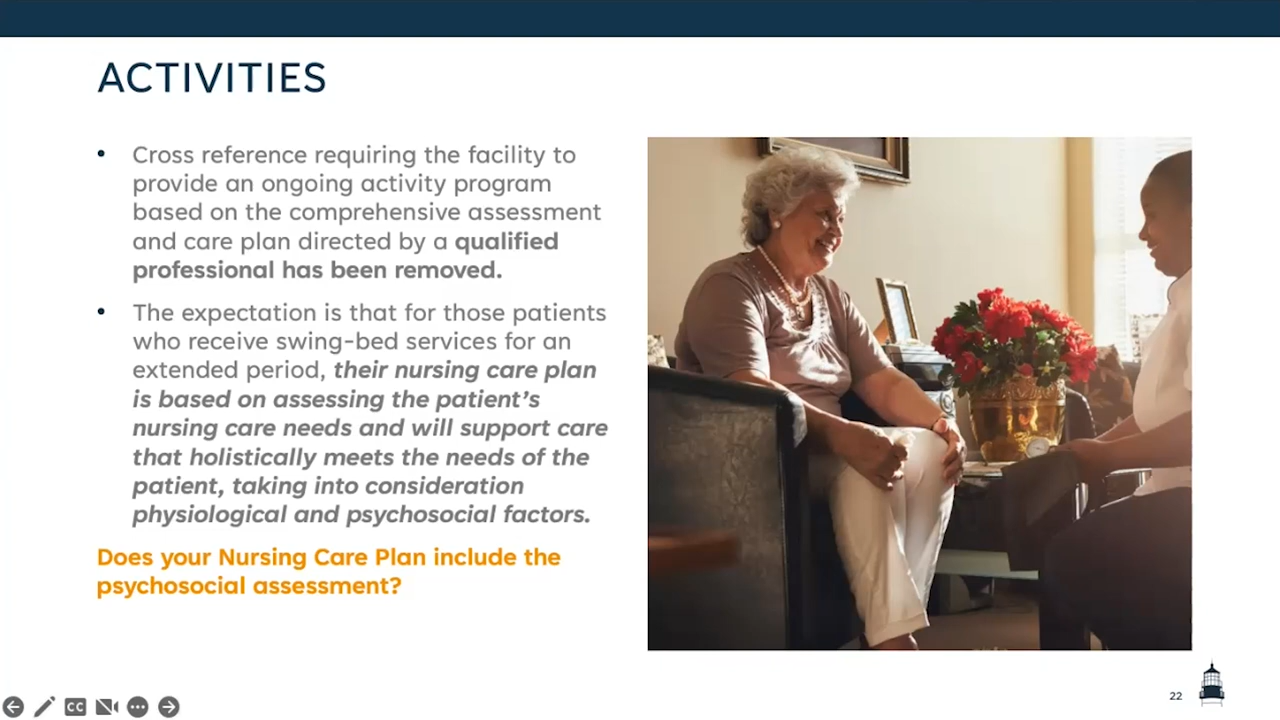 ACTIVITIES
• Cross reference requiring the facility to
provide an ongoing activity program
based on the comprehensive assessment
and care plan directed by a qualified
professional has been removed.
• The expectation is that for those patients
who receive swing-bed services for an
extended period, their nursing care plan
is based on assessing the patient’s
nursing care needs and will support care
that holistically meets the needs of the
patient, taking into consideration
physiological and psychosocial factors.
Does your Nursing Care Plan include the
psychosocial assessment?
22
CC